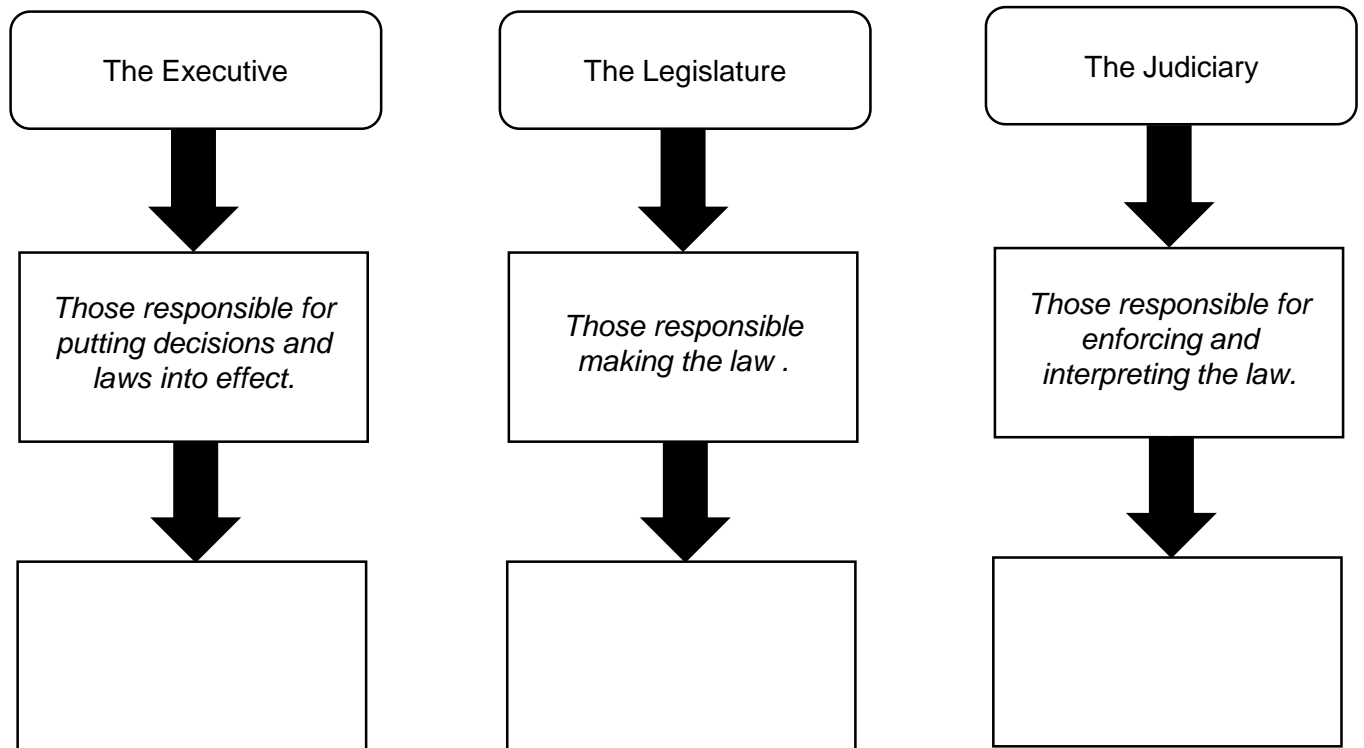 The Executive
The Legislature
The Judiciary
Those responsible for
putting decisions and
laws into effect.
Those responsible
making the law .
Those responsible for
enforcing and
interpreting the law.